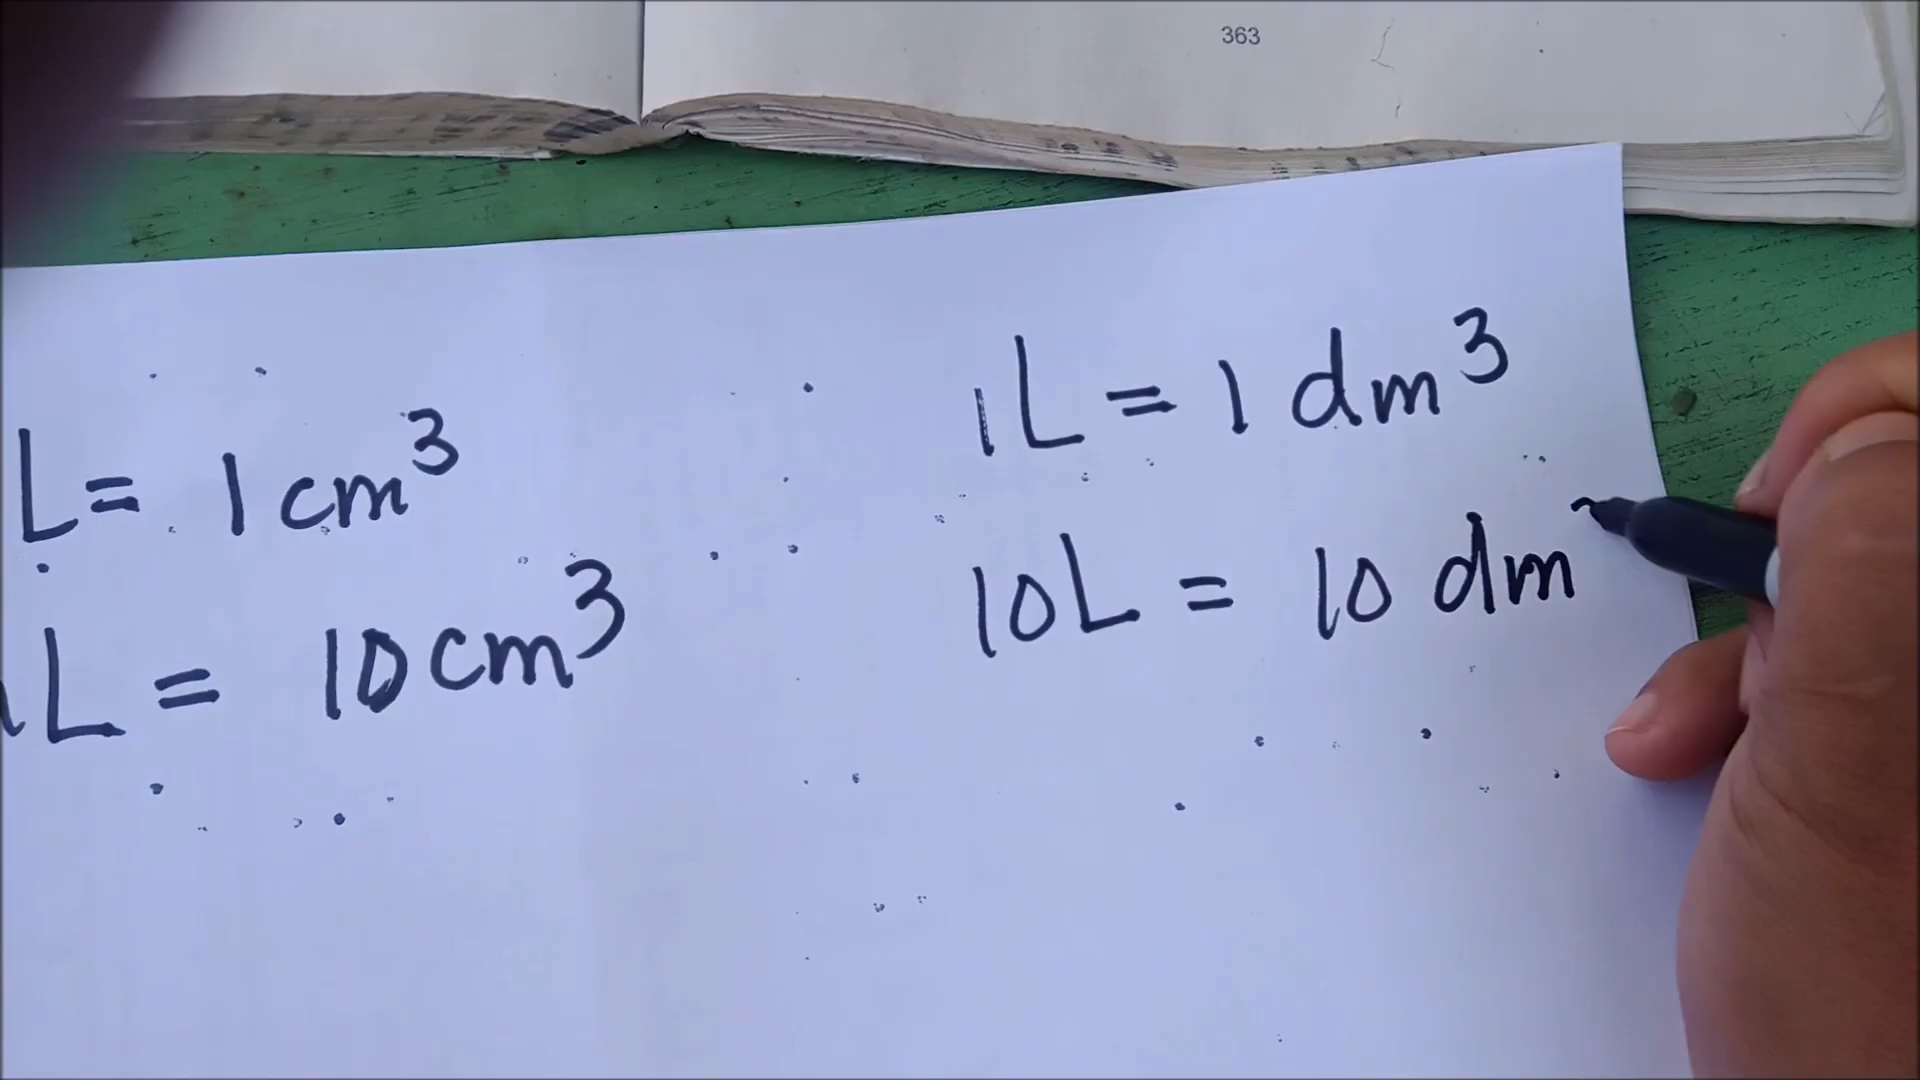 363
L = 1 cm³
L = 10 cm³
1L = 1 dm³
10L = 10 dm